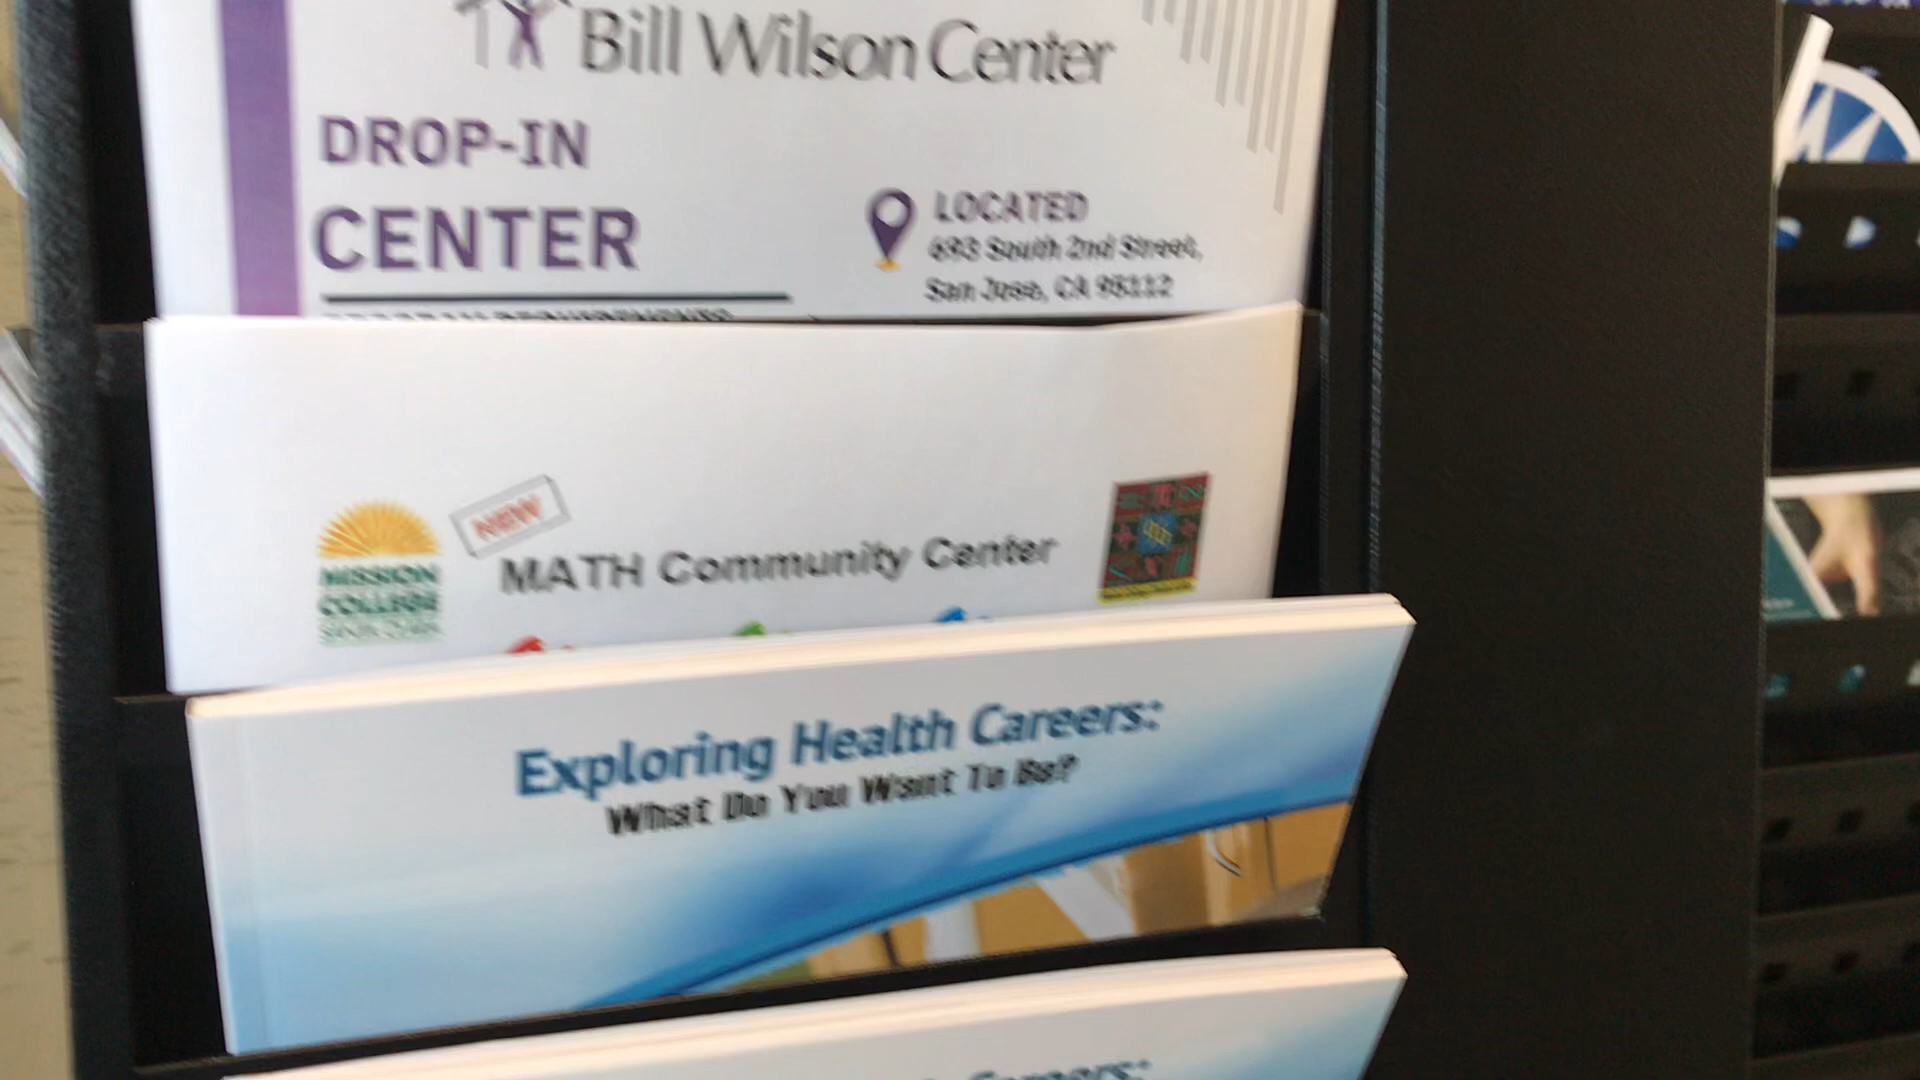 Bill Wilson Center
DROP-IN
CENTER
LOCATED
693 South 2nd Street,
San Jose, CA 95112
NEW
MATH Community Center
MISSION
COLLEGE
Exploring Health Careers:
What Do You Want To Be?
Careers: